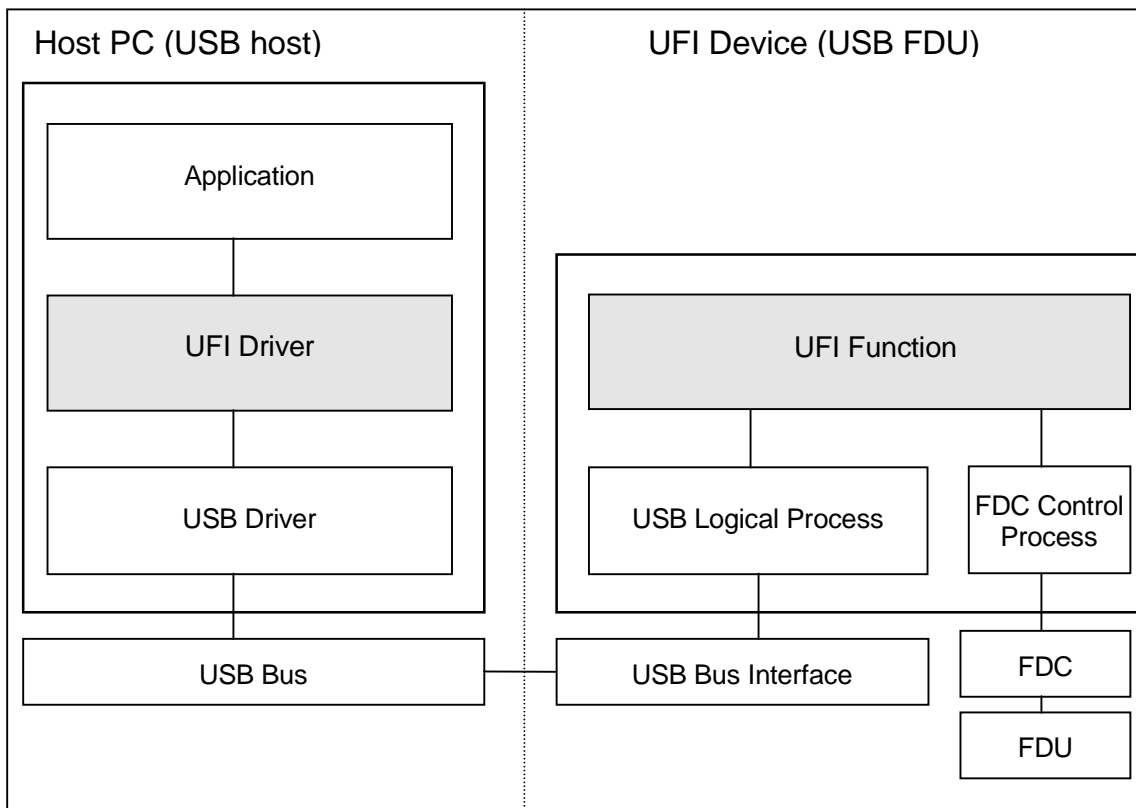 Host PC (USB host)
UFI Device (USB FDU)
Application
UFI Driver
UFI Function
USB Driver
USB Logical Process
FDC Control
Process
USB Bus
USB Bus Interface
FDC
FDU